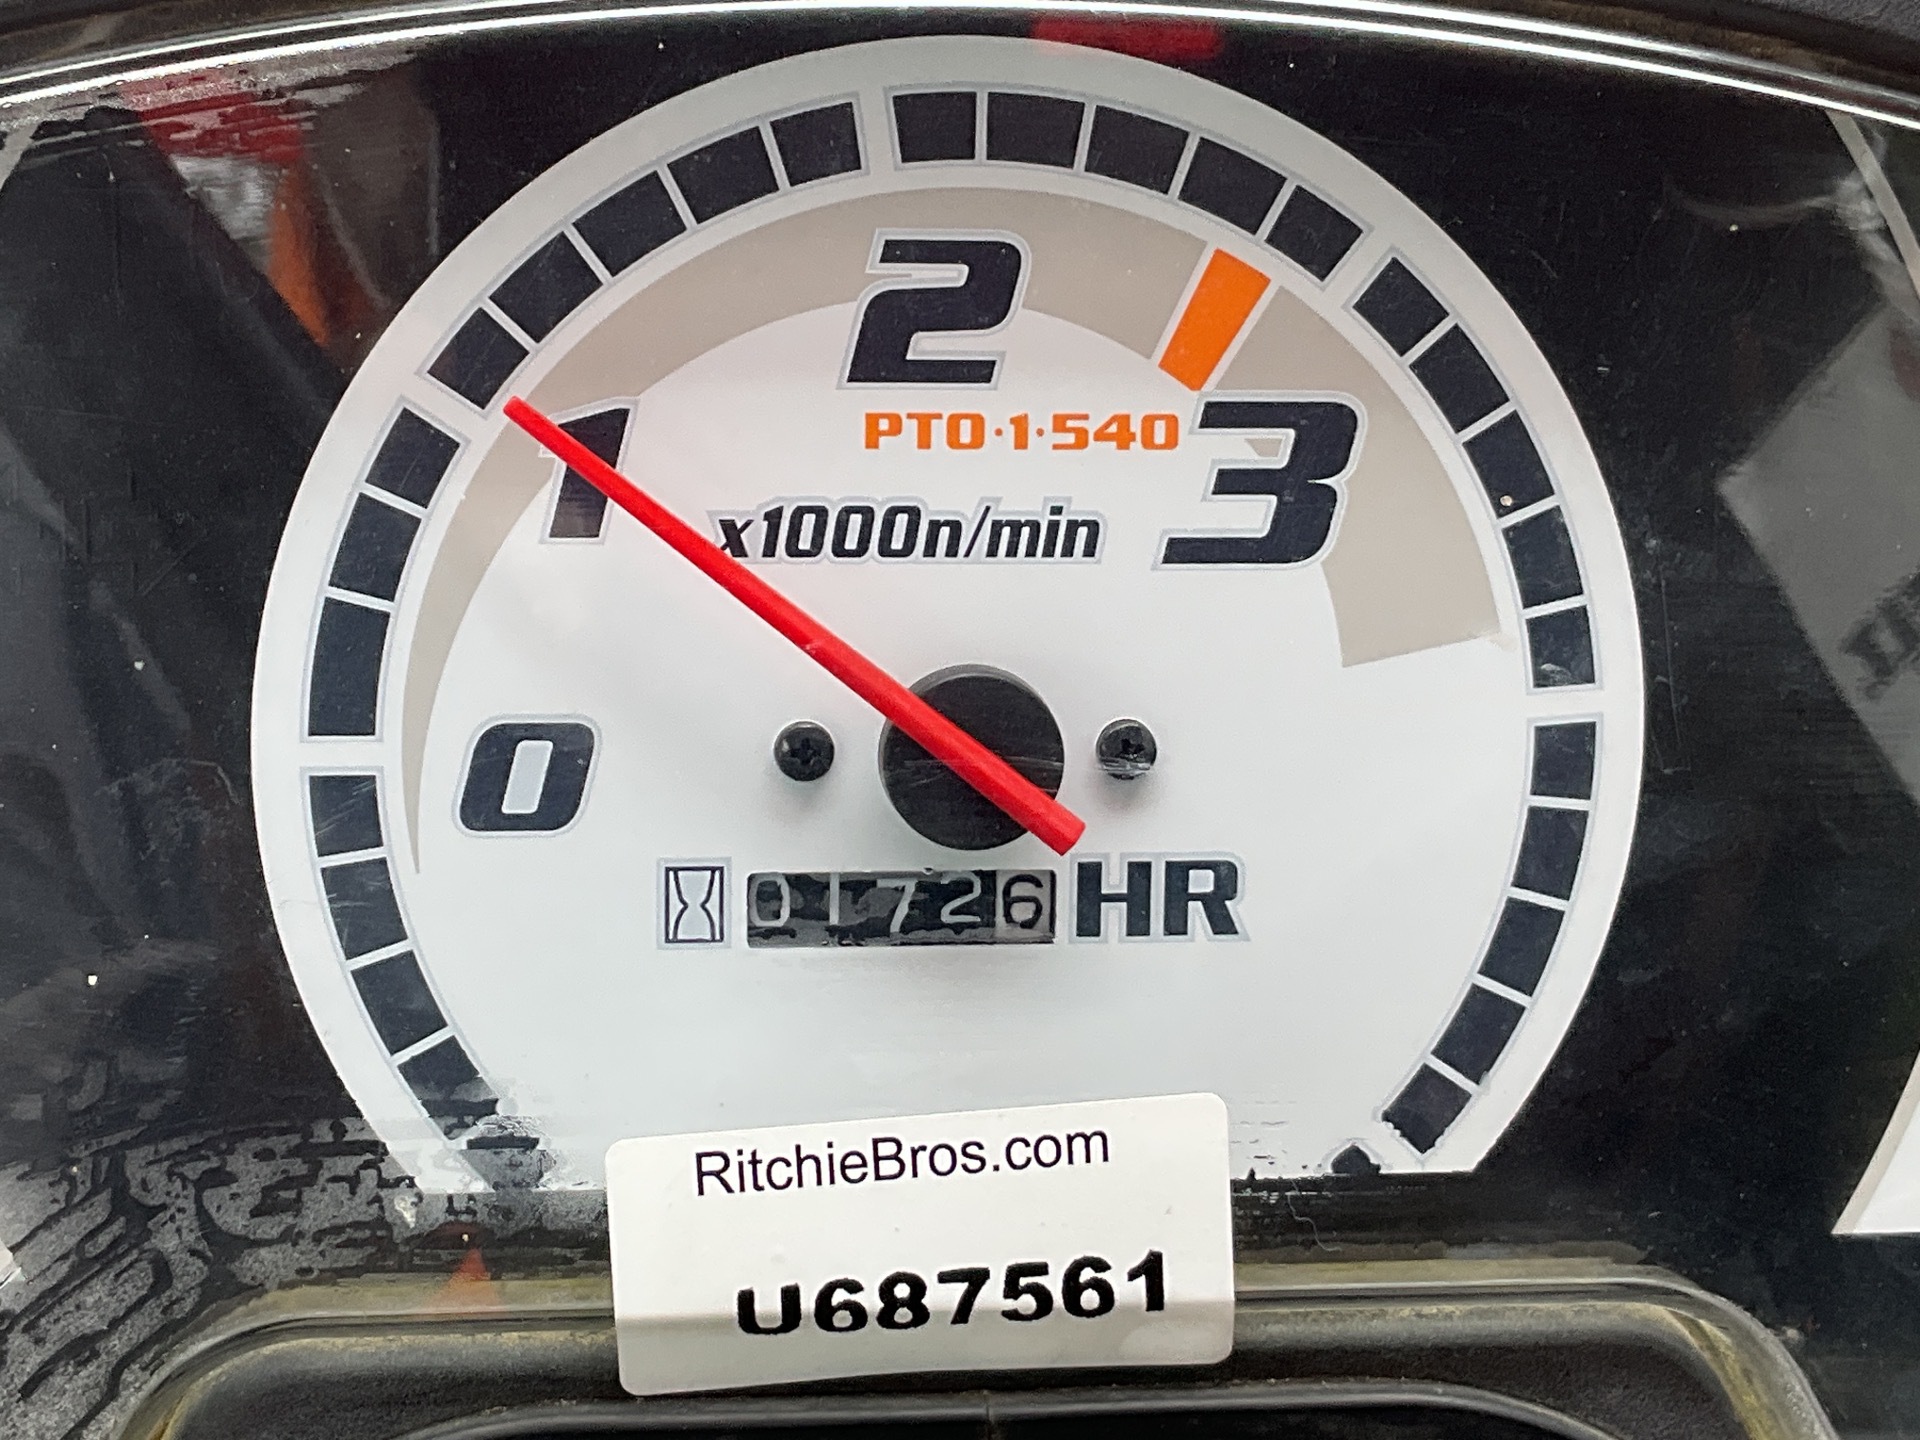 2
1
PTO·1·540
3
x1000n/min
0
01726 HR
RitchieBros.com
U687561